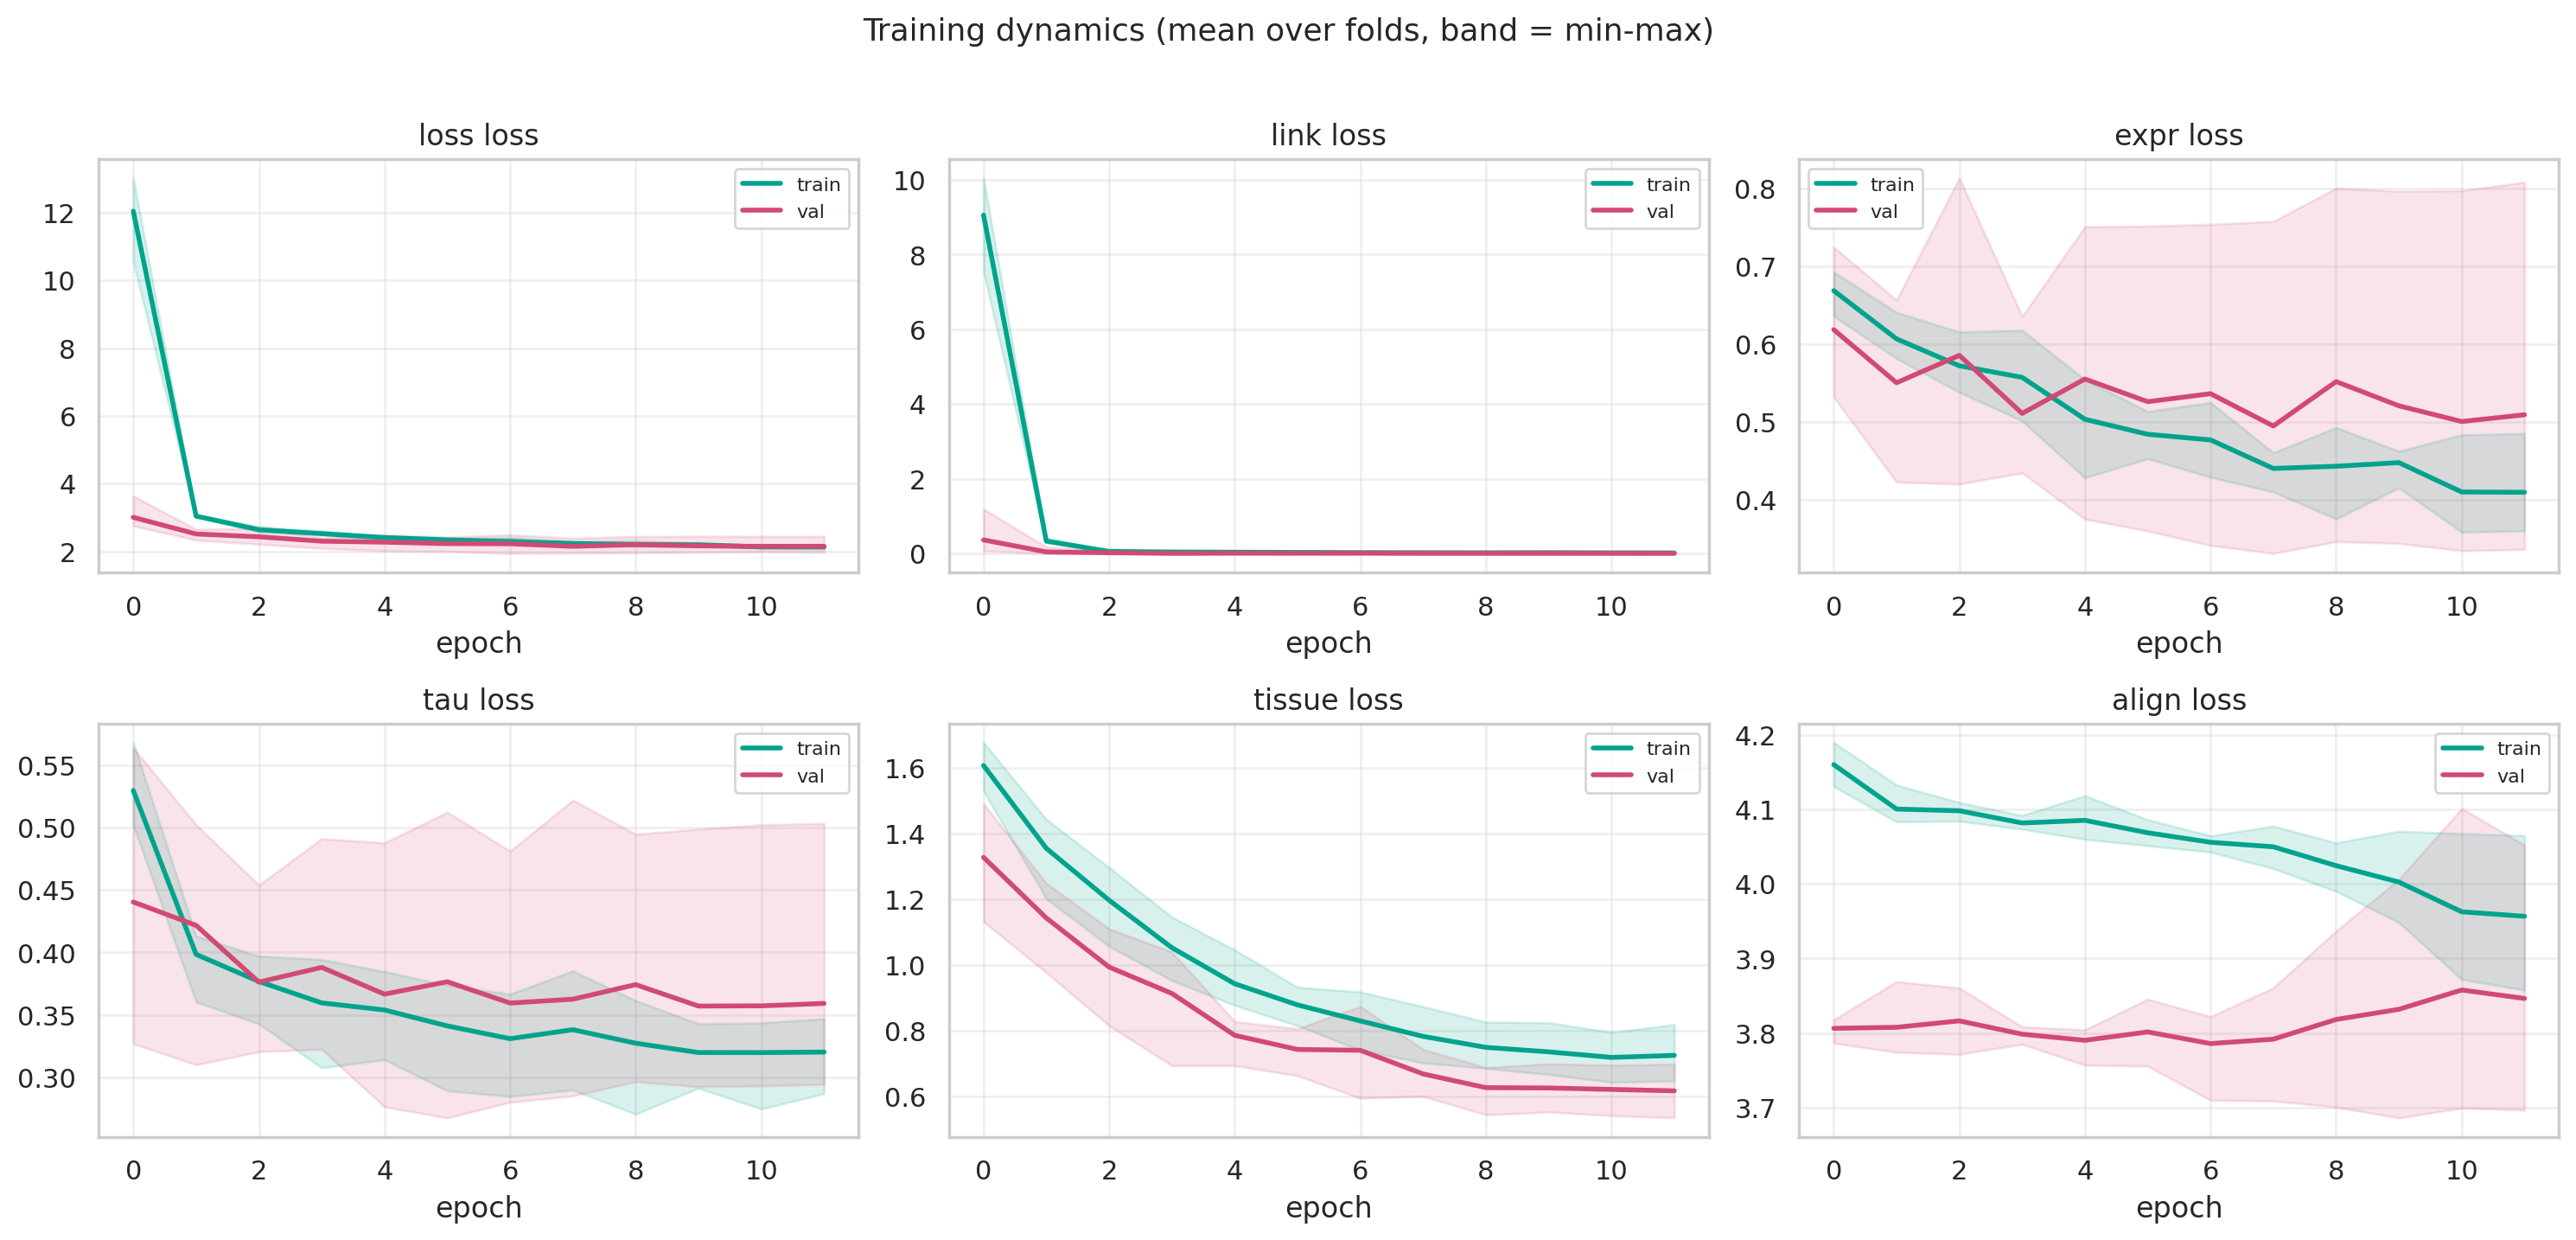 Training dynamics (mean over folds, band = min-max)
loss loss
12
10
8
6
4
2
0 2 4 6 8 10
epoch
train
val
link loss
10
8
6
4
2
0
0 2 4 6 8 10
epoch
train
val
expr loss
0.8
0.7
0.6
0.5
0.4
0 2 4 6 8 10
epoch
train
val
tau loss
0.55
0.50
0.45
0.40
0.35
0.30
0 2 4 6 8 10
epoch
train
val
tissue loss
1.6
1.4
1.2
1.0
0.8
0.6
0 2 4 6 8 10
epoch
train
val
align loss
4.2
4.1
4.0
3.9
3.8
3.7
0 2 4 6 8 10
epoch
train
val